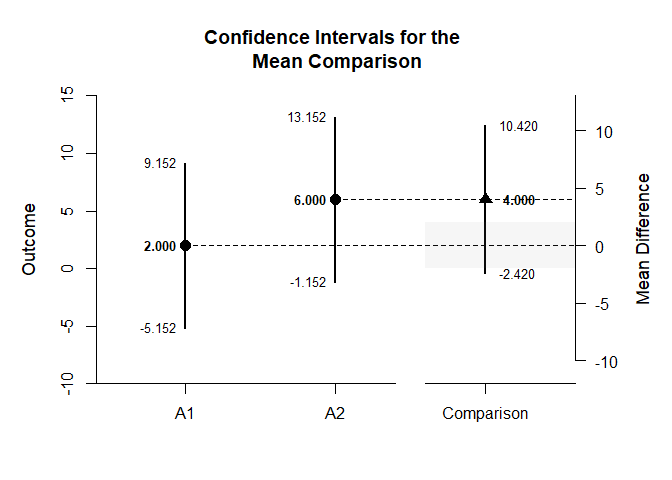 Confidence Intervals for the
Mean Comparison
Outcome
15
10
5
0
-5
-10
9.152
2.000
-5.152
13.152
6.000
-1.152
10.420
4.000
-2.420
10
5
0
-5
-10
Mean Difference
A1
A2
Comparison